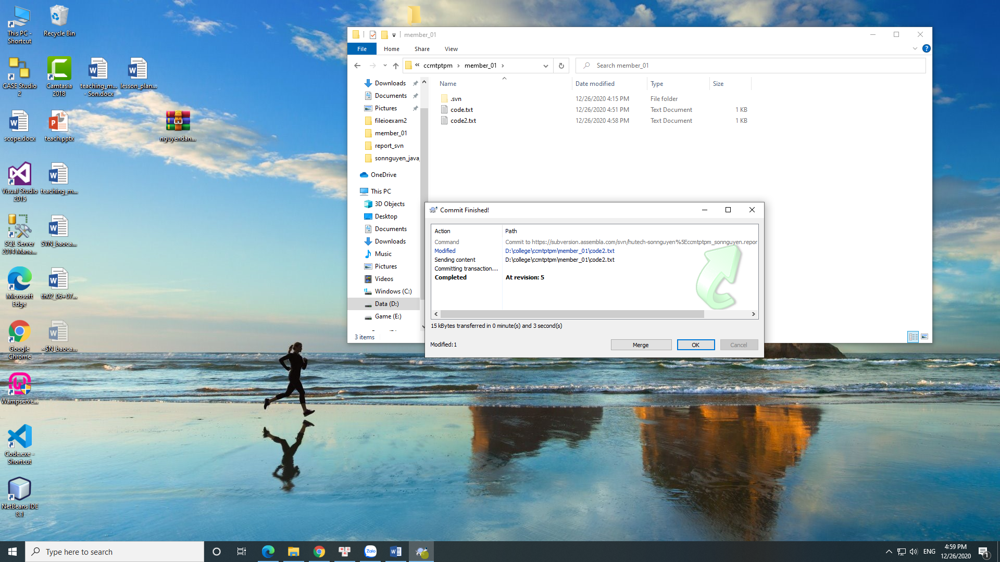 This PC -
Shortcut
Recycle Bin
CASE Studio
2
Camtasia
2018
teaching_m...
- Son.docx
lesson_plan...
scope.docx
teach.pptx
nguyendan...
Visual Studio
2015
teaching_m...
SQL Server
2014 Mana...
SVN_baoca...
Microsoft
Edge
th02_06+07...
Google
Chrome
~SN_baoca...
Wampserve...
Code.exe -
Shortcut
NetBeans IDE
8.1
member_01
File Home Share View
ccmtptpm member_01
Search member_01
Downloads
Documents
Pictures
fileioexam2
member_01
report_svn
sonnguyen_java_
OneDrive
This PC
3D Objects
Desktop
Documents
Downloads
Music
Pictures
Videos
Windows (C:)
Data (D:)
Game (E:)
3 items
Name Date modified Type Size
.svn 12/26/2020 4:15 PM File folder
code.txt 12/26/2020 4:51 PM Text Document 1 KB
code2.txt 12/26/2020 4:58 PM Text Document 1 KB
Commit Finished!
Action Path
Command Commit to https://subversion.assembla.com/svn/hutech-sonnguyen%5Eccmtptpm_sonnguyen.repor
Modified D:\college\ccmtptpm\member_01\code2.txt
Sending content D:\college\ccmtptpm\member_01\code2.txt
Committing transaction...
Completed At revision: 5
15 kBytes transferred in 0 minute(s) and 3 second(s)
Modified:1
Merge OK Cancel
Type here to search
Zalo
ENG
4:59 PM
12/26/2020
1